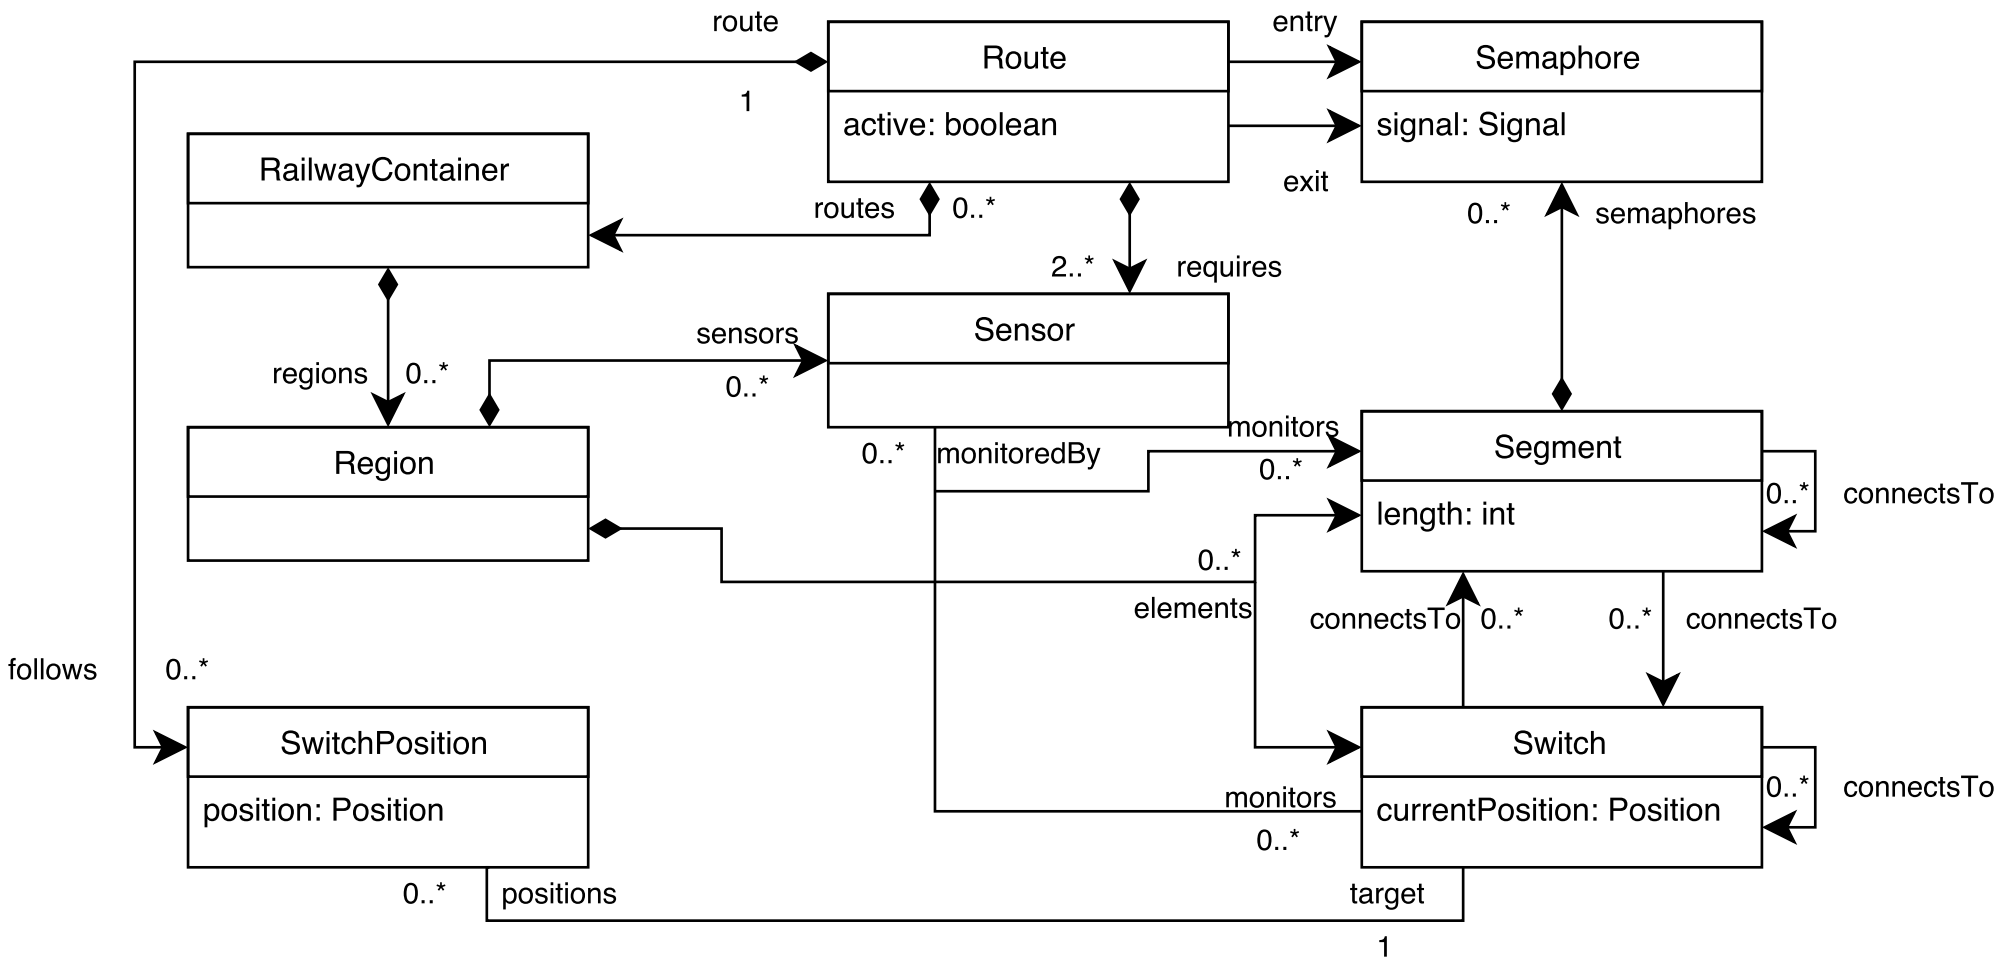 route
entry
Route
Semaphore
1
active: boolean
signal: Signal
RailwayContainer
exit
routes
0..*
0..*
semaphores
2..*
requires
sensors
Sensor
regions
0..*
0..*
monitors
Region
0..*
monitoredBy
0..*
Segment
0..*
connectsTo
length: int
0..*
elements
connectsTo
0..*
0..*
connectsTo
follows
0..*
SwitchPosition
Switch
0..*
connectsTo
position: Position
monitors
currentPosition: Position
0..*
0..*
positions
target
1